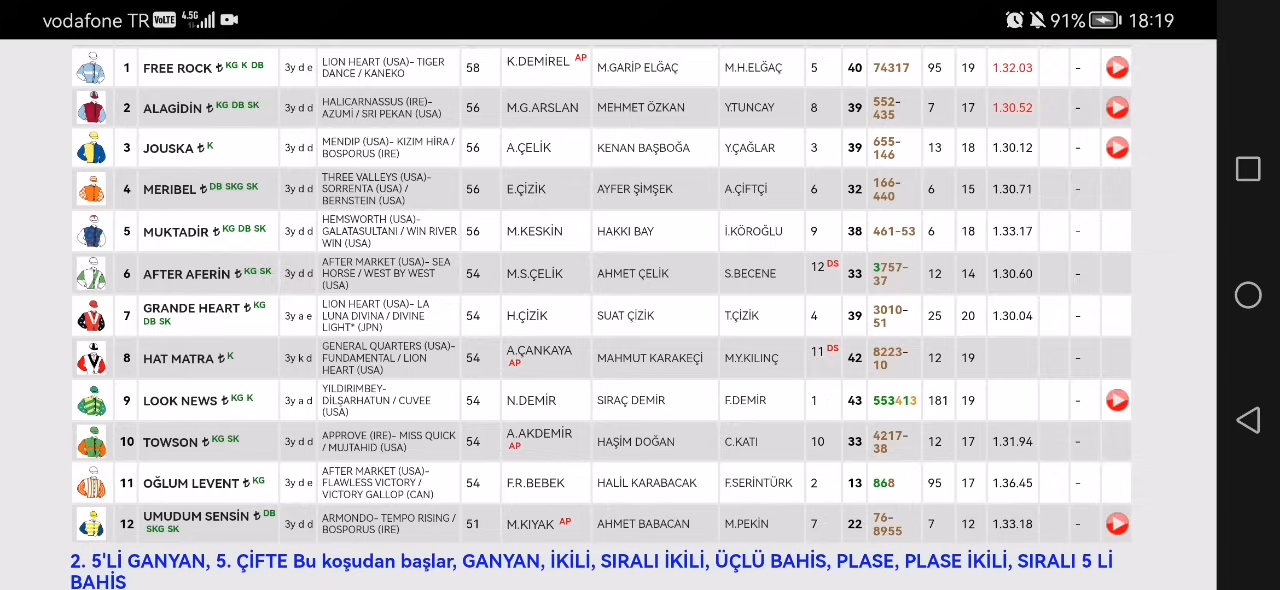 vodafone TR VoLTE 4.5G 91% 18:19
1 FREE ROCK ₺ KG K DB 3y d e LION HEART (USA)- TIGER DANCE / KANEKO 58 K.DEMİREL AP M.GARİP ELĞAÇ M.H.ELĞAÇ 5 40 74317 95 19 1.32.03 -
2 ALAGİDİN ₺ KG DB SK 3y d d HALICARNASSUS (IRE)- AZUMİ / SRI PEKAN (USA) 56 M.G.ARSLAN MEHMET ÖZKAN Y.TUNCAY 8 39 552-435 7 17 1.30.52 -
3 JOUSKA ₺ K 3y d d MENDIP (USA)- KIZIM HİRA / BOSPORUS (IRE) 56 A.ÇELİK KENAN BAŞBOĞA Y.ÇAĞLAR 3 39 655-146 13 18 1.30.12 -
4 MERIBEL ₺ DB SKG SK 3y d d THREE VALLEYS (USA)- SORRENTA (USA) / BERNSTEIN (USA) 56 E.ÇİZİK AYFER ŞİMŞEK A.ÇİFTÇİ 6 32 166-440 6 15 1.30.71 -
5 MUKTADİR ₺ KG DB SK 3y d d HEMSWORTH (USA)- GALATASULTANI / WIN RIVER WIN (USA) 56 M.KESKİN HAKKI BAY İ.KÖROĞLU 9 38 461-53 6 18 1.33.17 -
6 AFTER AFERİN ₺ KG SK 3y d d AFTER MARKET (USA)- SEA HORSE / WEST BY WEST (USA) 54 M.S.ÇELİK AHMET ÇELİK S.BECENE 12 DS 33 3757-37 12 14 1.30.60 -
7 GRANDE HEART ₺ KG DB SK 3y a e LION HEART (USA)- LA LUNA DIVINA / DIVINE LIGHT* (JPN) 54 H.ÇİZİK SUAT ÇİZİK T.ÇİZİK 4 39 3010-51 25 20 1.30.04 -
8 HAT MATRA ₺ K 3y k d GENERAL QUARTERS (USA)- FUNDAMENTAL / LION HEART (USA) 54 A.ÇANKAYA AP MAHMUT KARAKEÇİ M.Y.KILINÇ 11 DS 42 8223-10 12 19 -
9 LOOK NEWS ₺ KG K 3y a d YILDIRIMBEY- DİLŞARHATUN / CUVEE (USA) 54 N.DEMİR SIRAÇ DEMİR F.DEMİR 1 43 553413 181 19 -
10 TOWSON ₺ KG SK 3y d d APPROVE (IRE)- MISS QUICK / MUJTAHID (USA) 54 A.AKDEMİR AP HAŞİM DOĞAN C.KATI 10 33 4217-38 12 17 1.31.94 -
11 OĞLUM LEVENT ₺ KG 3y d e AFTER MARKET (USA)- FLAWLESS VICTORY / VICTORY GALLOP (CAN) 54 F.R.BEBEK HALİL KARABACAK F.SERİNTÜRK 2 13 868 95 17 1.36.45 -
12 UMUDUM SENSİN ₺ DB SKG SK 3y d d ARMONDO- TEMPO RISING / BOSPORUS (IRE) 51 M.KIYAK AP AHMET BABACAN M.PEKİN 7 22 76-8955 7 12 1.33.18 -
2. 5'Lİ GANYAN, 5. ÇİFTE Bu koşudan başlar, GANYAN, İKİLİ, SIRALI İKİLİ, ÜÇLÜ BAHİS, PLASE, PLASE İKİLİ, SIRALI 5 Lİ
BAHİS